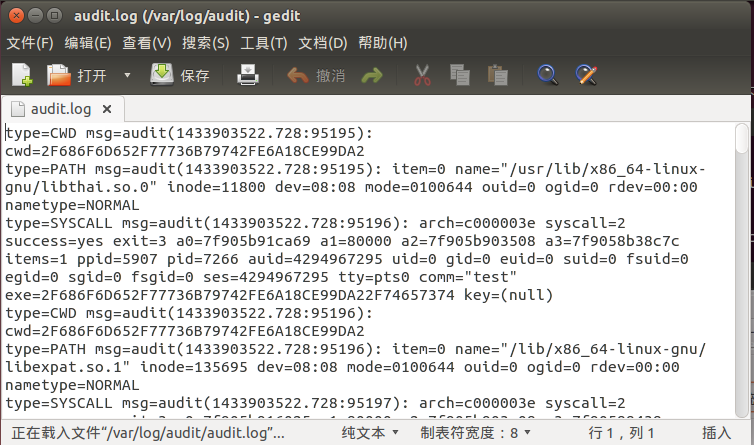 audit.log (/var/log/audit) - gedit
文件(F) 编辑(E) 查看(V) 搜索(S) 工具(T) 文档(D) 帮助(H)
打开 保存 撤消
audit.log
type=CWD msg=audit(1433903522.728:95195):
cwd=2F686F6D652F77736B79742FE6A18CE99DA2
type=PATH msg=audit(1433903522.728:95195): item=0 name="/usr/lib/x86_64-linux-
gnu/libthai.so.0" inode=11800 dev=08:08 mode=0100644 ouid=0 ogid=0 rdev=00:00
nametype=NORMAL
type=SYSCALL msg=audit(1433903522.728:95196): arch=c000003e syscall=2
success=yes exit=3 a0=7f905b91ca69 a1=80000 a2=7f905b903508 a3=7f9058b38c7c
items=1 ppid=5907 pid=7266 auid=4294967295 uid=0 gid=0 euid=0 suid=0 fsuid=0
egid=0 sgid=0 fsgid=0 ses=4294967295 tty=pts0 comm="test"
exe=2F686F6D652F77736B79742FE6A18CE99DA22F74657374 key=(null)
type=CWD msg=audit(1433903522.728:95196):
cwd=2F686F6D652F77736B79742FE6A18CE99DA2
type=PATH msg=audit(1433903522.728:95196): item=0 name="/lib/x86_64-linux-gnu/
libexpat.so.1" inode=135695 dev=08:08 mode=0100644 ouid=0 ogid=0 rdev=00:00
nametype=NORMAL
type=SYSCALL msg=audit(1433903522.728:95197): arch=c000003e syscall=2
正在载入文件“/var/log/audit/audit.log”... 纯文本 制表符宽度：8 行 1，列 1 插入